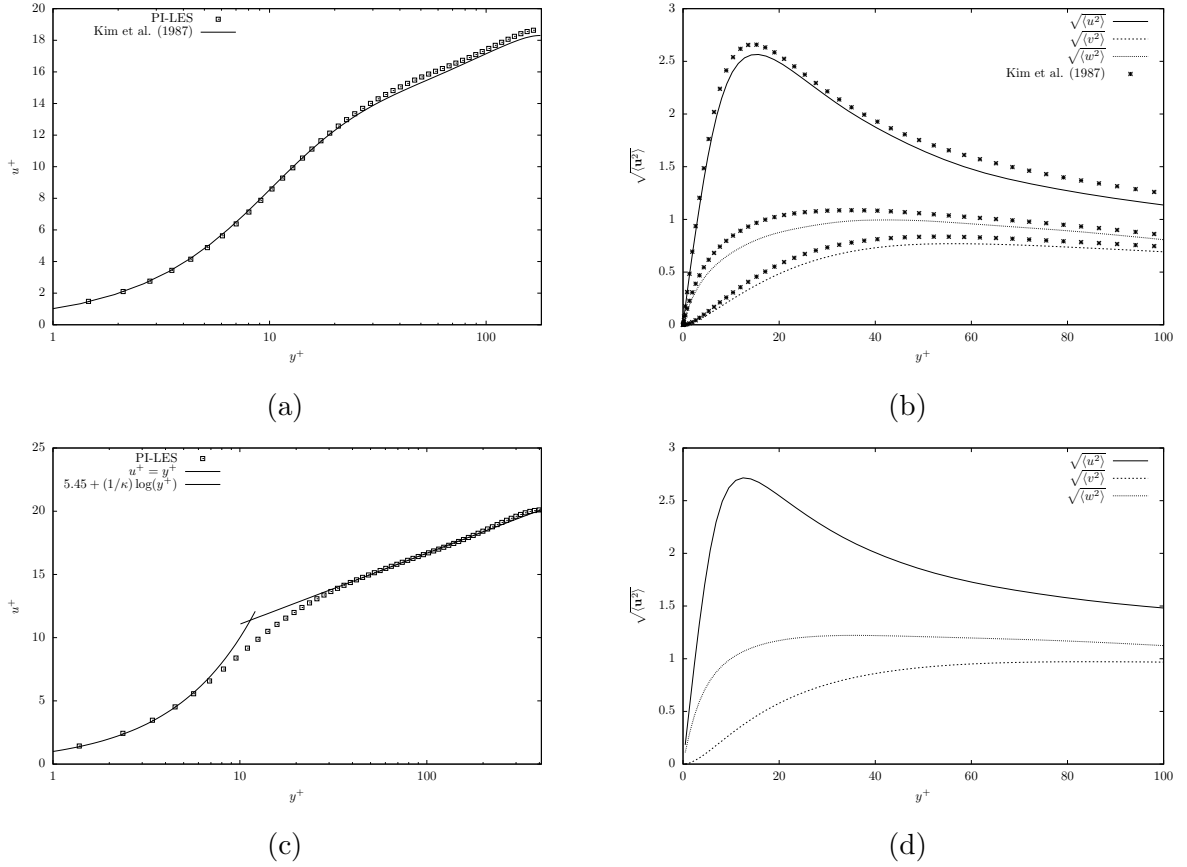 20
18
16
14
12
10
8
6
4
2
0
u⁺
PI-LES
Kim et al. (1987)
1
10
100
y⁺
(a)
3
2.5
2
1.5
1
0.5
0
√⟨𝐮²⟩
√⟨u²⟩
√⟨v²⟩
√⟨w²⟩
Kim et al. (1987)
0
20
40
60
80
100
y⁺
(b)
25
20
15
10
5
0
u⁺
PI-LES
u⁺ = y⁺
5.45 + (1/κ) log(y⁺)
1
10
100
y⁺
(c)
3
2.5
2
1.5
1
0.5
0
√⟨𝐮²⟩
√⟨u²⟩
√⟨v²⟩
√⟨w²⟩
0
20
40
60
80
100
y⁺
(d)